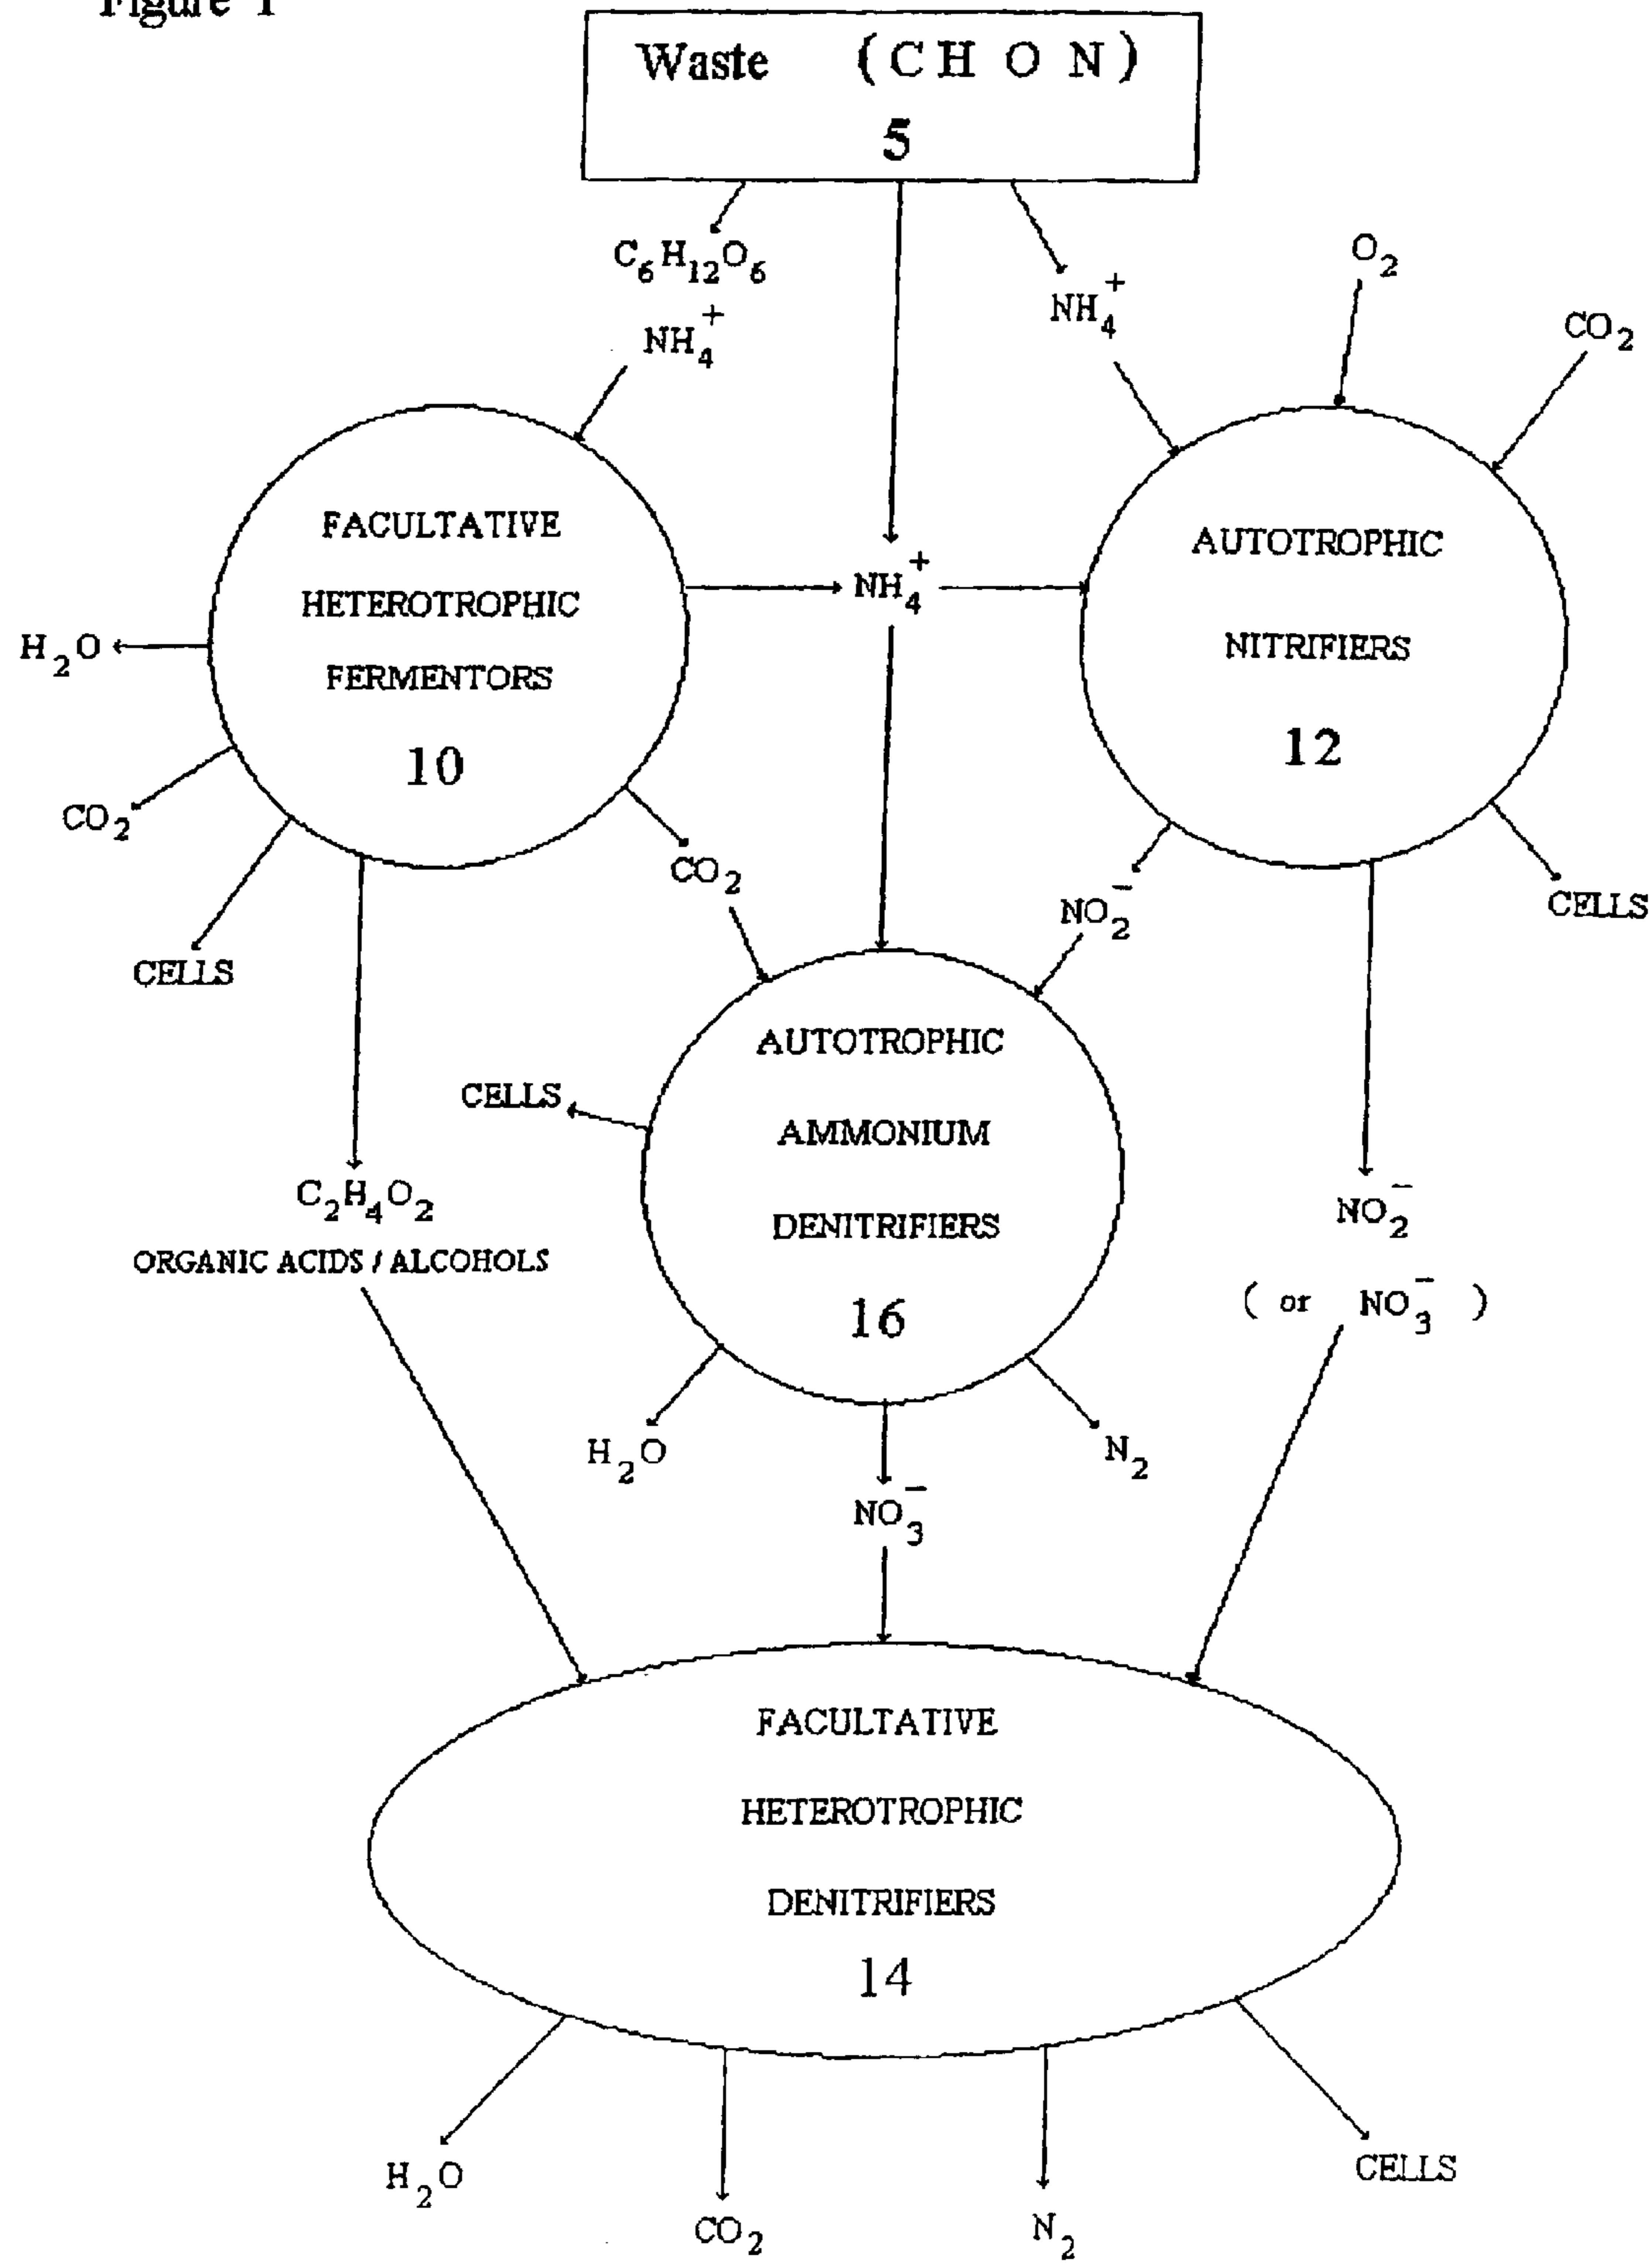 Figure 1
Waste (C H O N)
5
C₆H₁₂O₆
NH₄⁺
NH₄⁺
O₂
CO₂
FACULTATIVE
HETEROTROPHIC
FERMENTORS
10
NH₄⁺
AUTOTROPHIC
NITRIFIERS
12
H₂O
CO₂
CELLS
CO₂
NO₂⁻
CELLS
AUTOTROPHIC
AMMONIUM
DENITRIFIERS
16
CELLS
C₂H₄O₂
ORGANIC ACIDS / ALCOHOLS
NO₂⁻
( or NO₃⁻ )
H₂O
NO₃⁻
N₂
FACULTATIVE
HETEROTROPHIC
DENITRIFIERS
14
H₂O
CO₂
N₂
CELLS